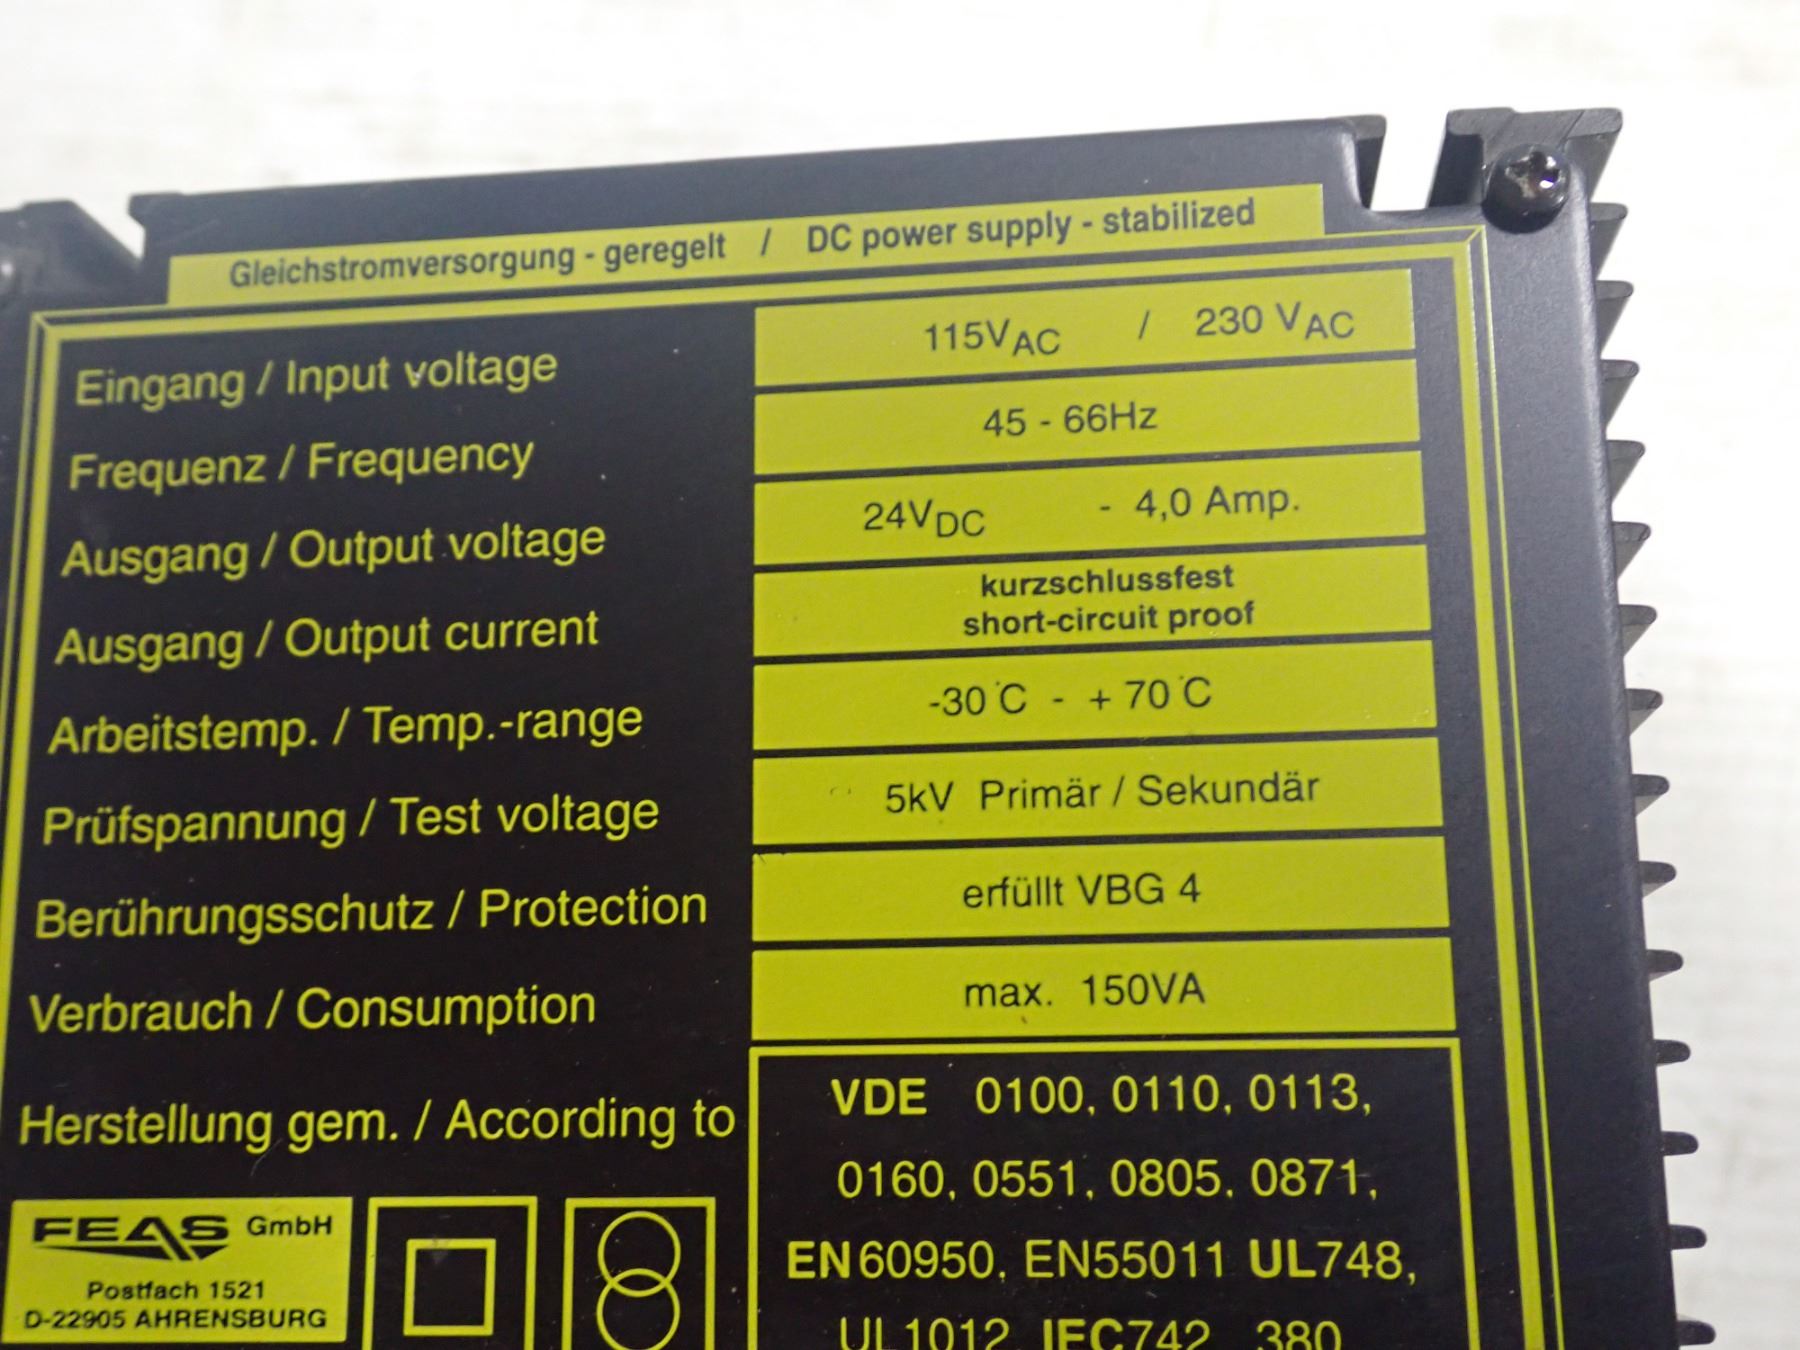 Gleichstromversorgung - geregelt / DC power supply - stabilized
Eingang / Input voltage 115VAC / 230 VAC
Frequenz / Frequency 45 - 66Hz
Ausgang / Output voltage 24VDC - 4,0 Amp.
Ausgang / Output current kurzschlussfest
short-circuit proof
Arbeitstemp. / Temp.-range -30°C - +70°C
Prüfspannung / Test voltage 5kV Primär / Sekundär
Berührungsschutz / Protection erfüllt VBG 4
Verbrauch / Consumption max. 150VA
Herstellung gem. / According to VDE 0100, 0110, 0113,
0160, 0551, 0805, 0871,
EN60950, EN55011 UL748,
UL1012, IEC742, 380
FEAS GmbH
Postfach 1521
D-22905 AHRENSBURG